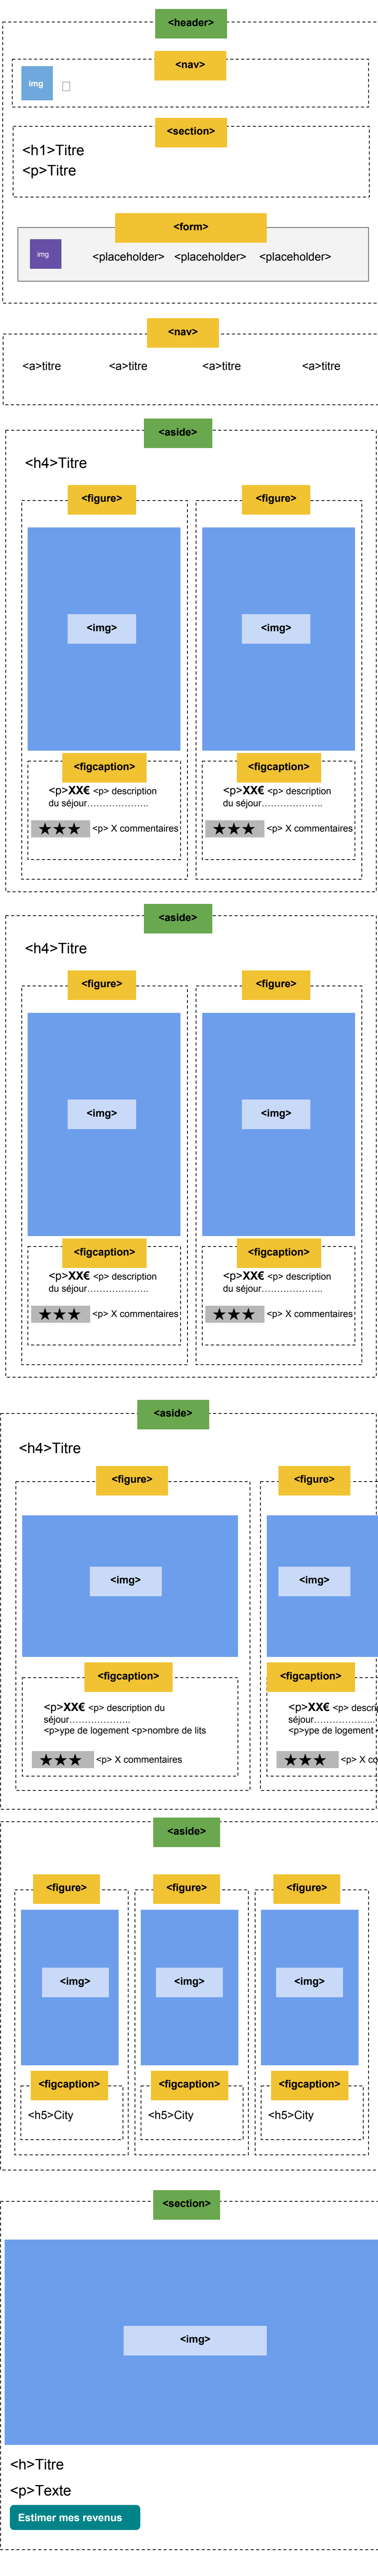 <header>
<nav>
img
<section>
<h1>Titre
<p>Titre
<form>
img
<placeholder> <placeholder> <placeholder>
<nav>
<a>titre <a>titre <a>titre <a>titre
<aside>
<h4>Titre
<figure> <figure>
<img> <img>
<figcaption> <figcaption>
<p>XX€ <p> description
du séjour………………..
★★★ <p> X commentaires
<p>XX€ <p> description
du séjour………………..
★★★ <p> X commentaires
<aside>
<h4>Titre
<figure> <figure>
<img> <img>
<figcaption> <figcaption>
<p>XX€ <p> description
du séjour………………..
★★★ <p> X commentaires
<p>XX€ <p> description
du séjour………………..
★★★ <p> X commentaires
<aside>
<h4>Titre
<figure> <figure>
<img> <img>
<figcaption> <figcaption>
<p>XX€ <p> description du
séjour………………..
<p>ype de logement <p>nombre de lits
★★★ <p> X commentaires
<p>XX€ <p>
séjour………………..
<p>ype de logement
★★★ <p> X
<aside>
<figure> <figure> <figure>
<img> <img> <img>
<figcaption> <figcaption> <figcaption>
<h5>City <h5>City <h5>City
<section>
<img>
<h>Titre
<p>Texte
Estimer mes revenus